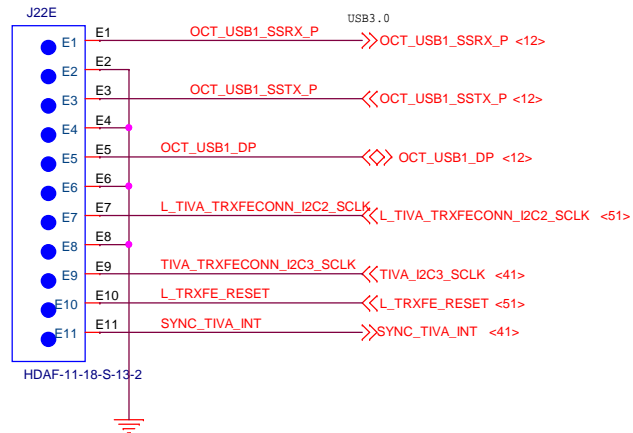 J22E
USB3.0
E1 E1 OCT_USB1_SSRX_P OCT_USB1_SSRX_P <12>
E2 E2
E3 E3 OCT_USB1_SSTX_P OCT_USB1_SSTX_P <12>
E4 E4
E5 E5 OCT_USB1_DP OCT_USB1_DP <12>
E6 E6
E7 E7 L_TIVA_TRXFECONN_I2C2_SCLK L_TIVA_TRXFECONN_I2C2_SCLK <51>
E8 E8
E9 E9 TIVA_TRXFECONN_I2C3_SCLK TIVA_I2C3_SCLK <41>
E10 E10 L_TRXFE_RESET L_TRXFE_RESET <51>
E11 E11 SYNC_TIVA_INT SYNC_TIVA_INT <41>
HDAF-11-18-S-13-2